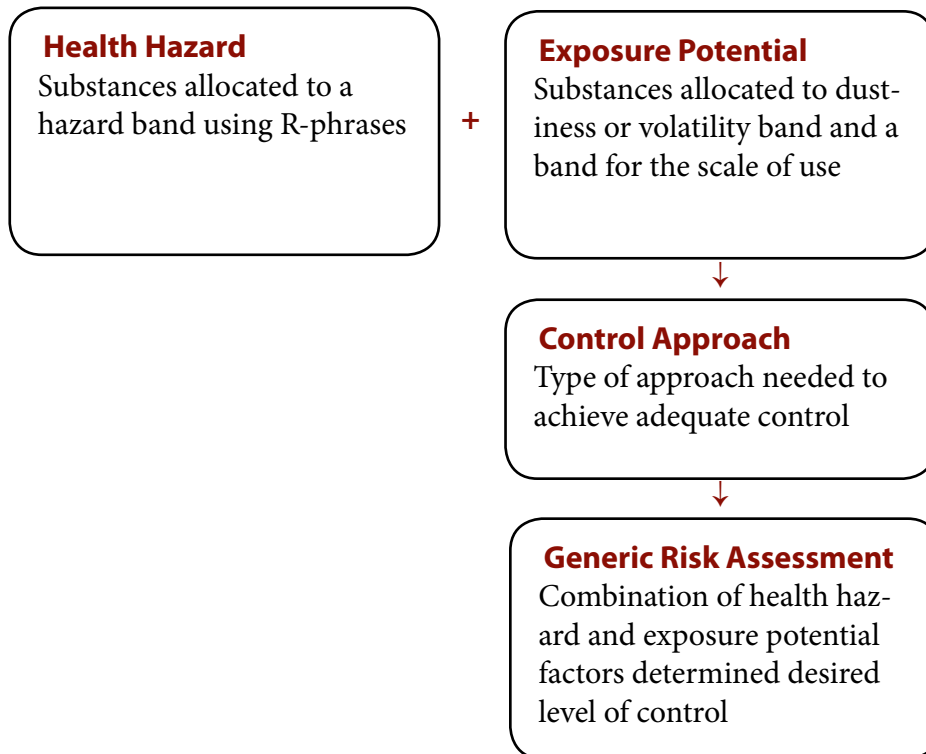 Health Hazard
Substances allocated to a
hazard band using R-phrases
+
Exposure Potential
Substances allocated to dust-
iness or volatility band and a
band for the scale of use
↓
Control Approach
Type of approach needed to
achieve adequate control
↓
Generic Risk Assessment
Combination of health haz-
ard and exposure potential
factors determined desired
level of control